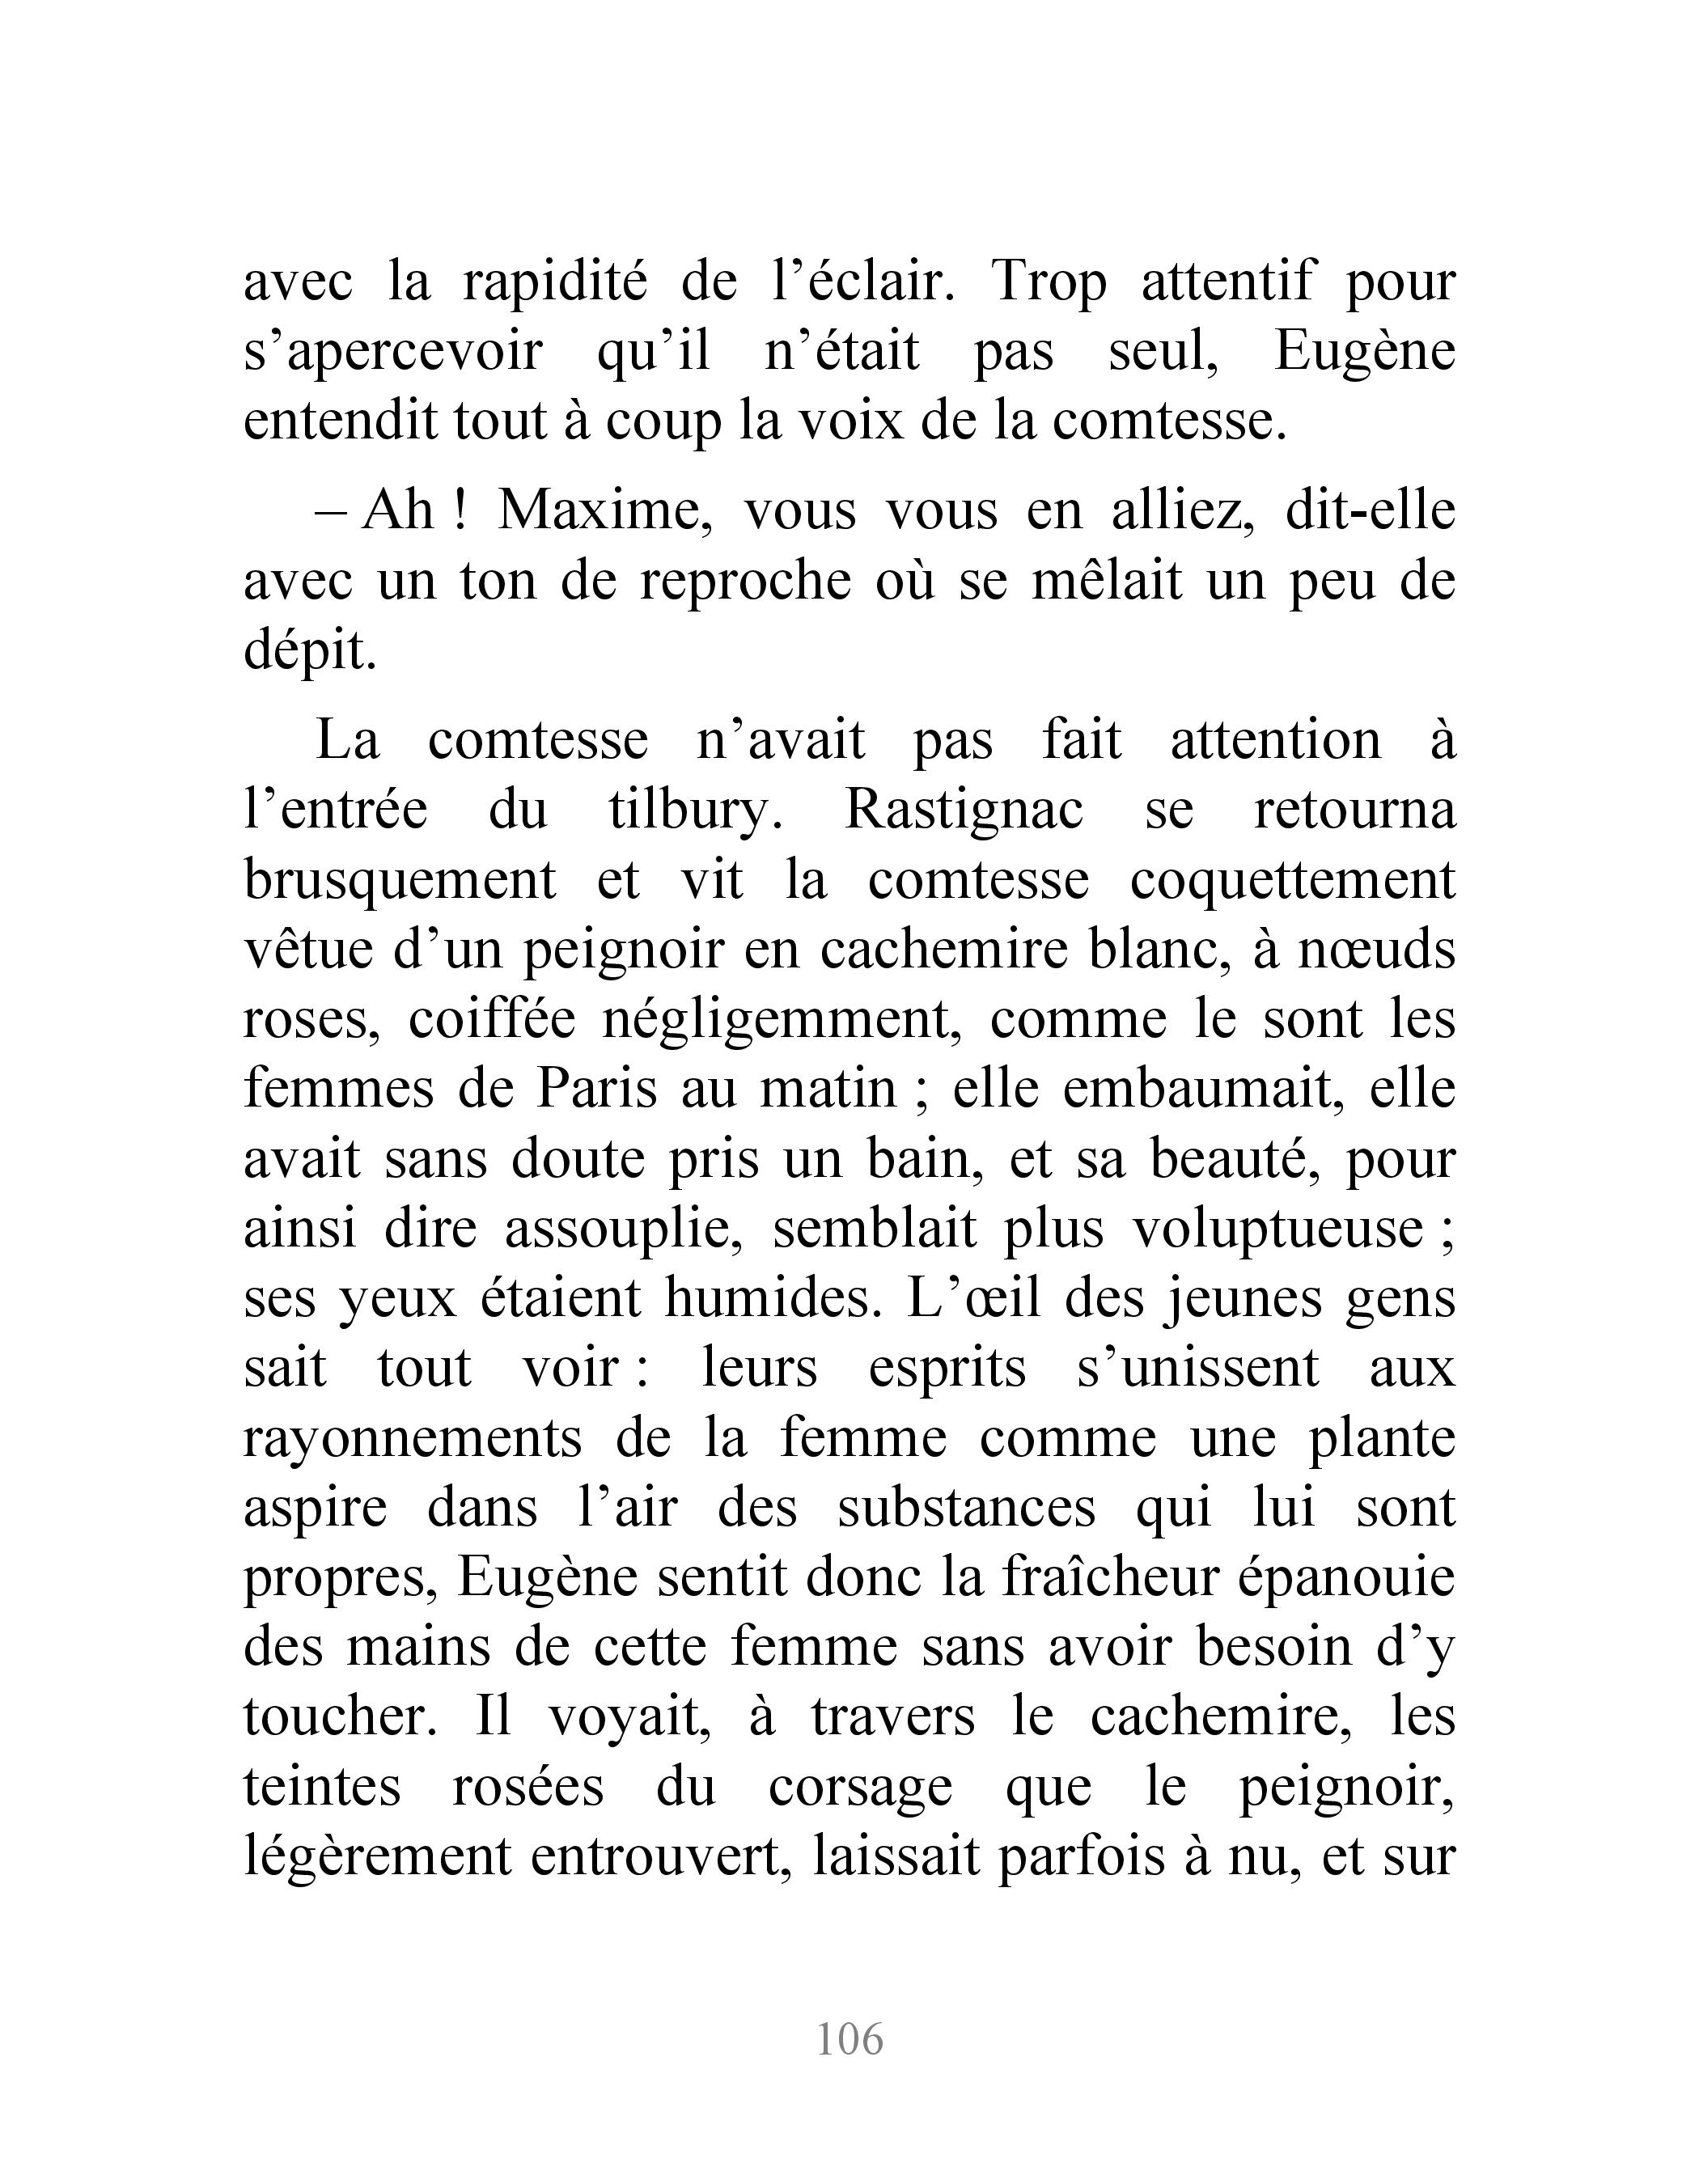 avec la rapidité de l’éclair. Trop attentif pour
s’apercevoir qu’il n’était pas seul, Eugène
entendit tout à coup la voix de la comtesse.
– Ah ! Maxime, vous vous en alliez, dit-elle
avec un ton de reproche où se mêlait un peu de
dépit.
La comtesse n’avait pas fait attention à
l’entrée du tilbury. Rastignac se retourna
brusquement et vit la comtesse coquettement
vêtue d’un peignoir en cachemire blanc, à nœuds
roses, coiffée négligemment, comme le sont les
femmes de Paris au matin ; elle embaumait, elle
avait sans doute pris un bain, et sa beauté, pour
ainsi dire assouplie, semblait plus voluptueuse ;
ses yeux étaient humides. L’œil des jeunes gens
sait tout voir : leurs esprits s’unissent aux
rayonnements de la femme comme une plante
aspire dans l’air des substances qui lui sont
propres, Eugène sentit donc la fraîcheur épanouie
des mains de cette femme sans avoir besoin d’y
toucher. Il voyait, à travers le cachemire, les
teintes rosées du corsage que le peignoir,
légèrement entrouvert, laissait parfois à nu, et sur
106